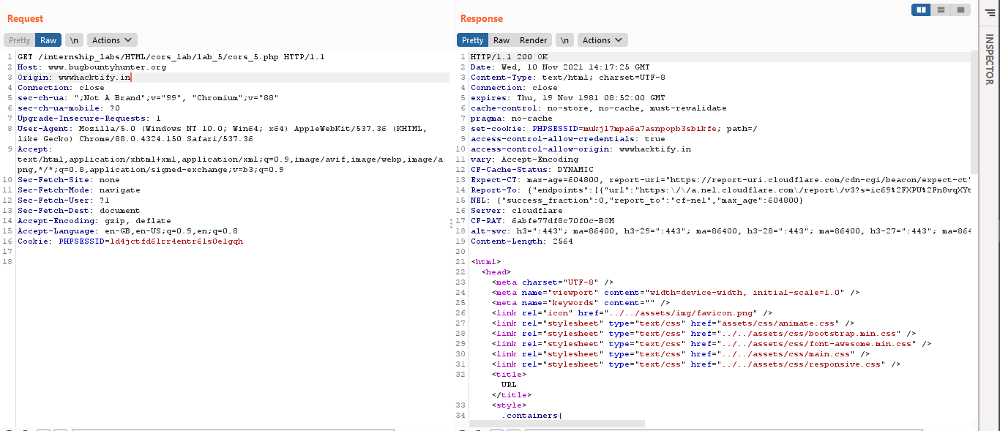 Request
Response
Pretty Raw \n Actions
Pretty Raw Render \n Actions
INSPECTOR
1 GET /internship_labs/HTML/cors_lab/lab_5/cors_5.php HTTP/1.1
2 Host: www.bugbountyhunter.org
3 Origin: wwwhacktify.in
4 Connection: close
5 sec-ch-ua: ";Not A Brand";v="99", "Chromium";v="88"
6 sec-ch-ua-mobile: ?0
7 Upgrade-Insecure-Requests: 1
8 User-Agent: Mozilla/5.0 (Windows NT 10.0; Win64; x64) AppleWebKit/537.36 (KHTML,
like Gecko) Chrome/88.0.4324.150 Safari/537.36
9 Accept:
text/html,application/xhtml+xml,application/xml;q=0.9,image/avif,image/webp,image/a
png,*/*;q=0.8,application/signed-exchange;v=b3;q=0.9
10 Sec-Fetch-Site: none
11 Sec-Fetch-Mode: navigate
12 Sec-Fetch-User: ?1
13 Sec-Fetch-Dest: document
14 Accept-Encoding: gzip, deflate
15 Accept-Language: en-GB,en-US;q=0.9,en;q=0.8
16 Cookie: PHPSESSID=
17
18
1 HTTP/1.1 200 OK
2 Date: Wed, 10 Nov 2021 14:17:25 GMT
3 Content-Type: text/html; charset=UTF-8
4 Connection: close
5 expires: Thu, 19 Nov 1981 08:52:00 GMT
6 cache-control: no-store, no-cache, must-revalidate
7 pragma: no-cache
8 set-cookie: PHPSESSID=mukjl7mpa6a7asnpopb3sbikfe; path=/
9 access-control-allow-credentials: true
10 access-control-allow-origin: wwwhacktify.in
11 vary: Accept-Encoding
12 CF-Cache-Status: DYNAMIC
13 Expect-CT: max-age=604800, report-uri="https://report-uri.cloudflare.com/cdn-cgi/beacon/expect-ct"
14 Report-To: {"endpoints":[{"url":"https:\/\/a.nel.cloudflare.com\/report\/v3?s=ic69%2FXPU%2Fn8vqXYt
15 NEL: {"success_fraction":0,"report_to":"cf-nel","max_age":604800}
16 Server: cloudflare
17 CF-RAY: 6abfe77df8c70f0c-BOM
18 alt-svc: h3=":443"; ma=86400, h3-29=":443"; ma=86400, h3-28=":443"; ma=86400, h3-27=":443"; ma=864
19 Content-Length: 2564
20
21 <html>
22 <head>
23 <meta charset="UTF-8" />
24 <meta name="viewport" content="width=device-width, initial-scale=1.0" />
25 <meta name="keywords" content="" />
26 <link rel="icon" href="../../assets/img/favicon.png" />
27 <link rel="stylesheet" type="text/css" href="assets/css/animate.css" />
28 <link rel="stylesheet" type="text/css" href="../../assets/css/bootstrap.min.css" />
29 <link rel="stylesheet" type="text/css" href="../../assets/css/font-awesome.min.css" />
30 <link rel="stylesheet" type="text/css" href="../../assets/css/main.css" />
31 <link rel="stylesheet" type="text/css" href="../../assets/css/responsive.css" />
32 <title>
URL
</title>
33 <style>
34 .containers{